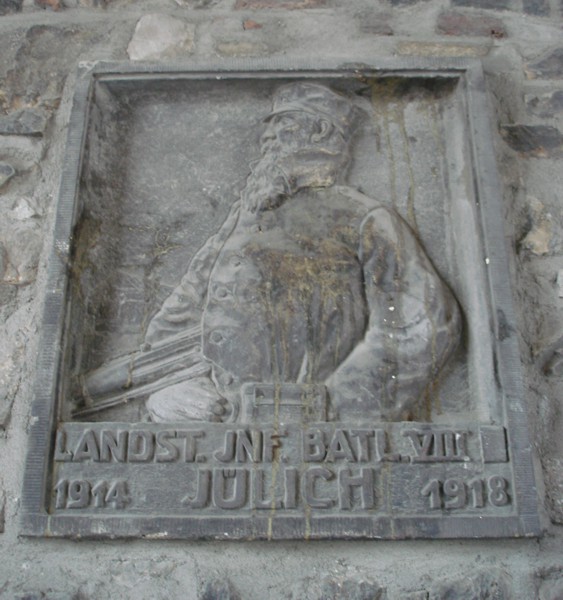 LANDST. JNF. BATL. VIII
1914 JÜLICH 1918